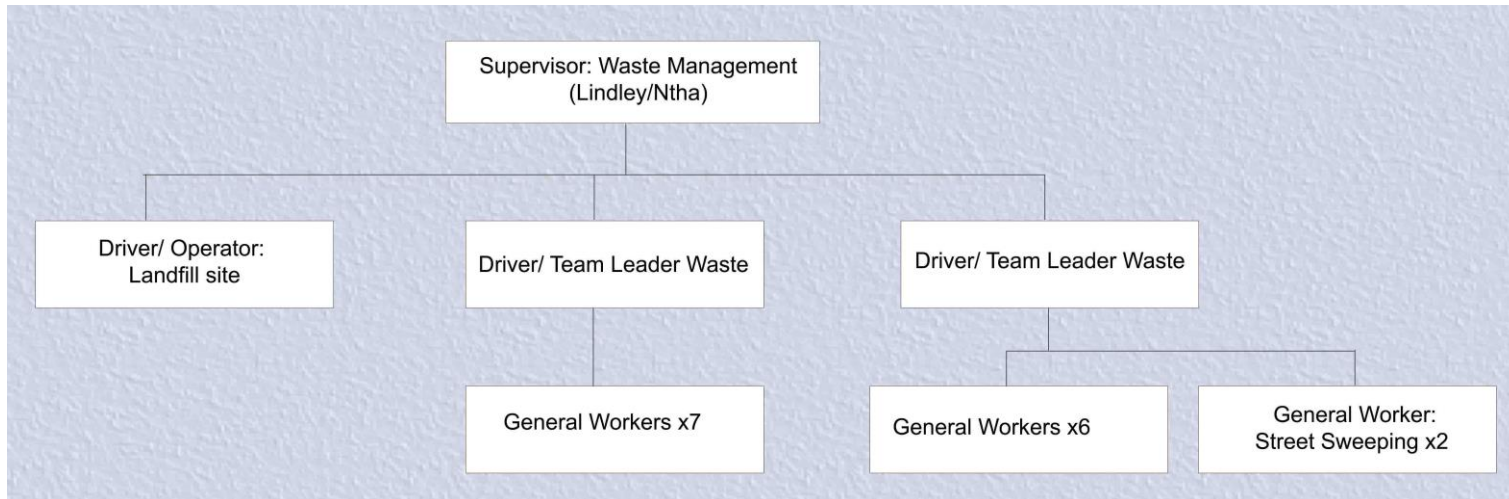 Supervisor: Waste Management
(Lindley/Ntha)
Driver/ Operator:
Landfill site
Driver/ Team Leader Waste
Driver/ Team Leader Waste
General Workers x7
General Workers x6
General Worker:
Street Sweeping x2